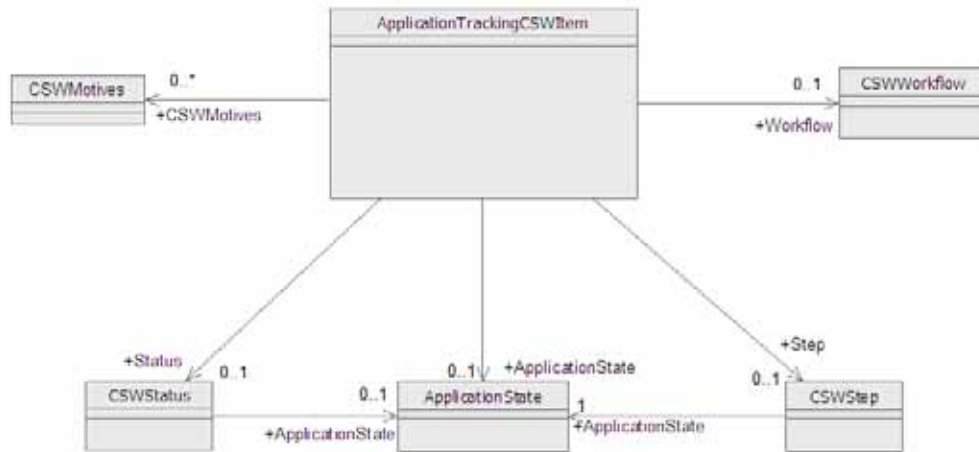 ApplicationTrackingCSWItem
CSWMotives
0..*
+CSWMotives
0..1
CSWWorkflow
+Workflow
+Status
0..1
0..1
+ApplicationState
+Step
0..1
CSWStatus
0..1
+ApplicationState
ApplicationState
1
+ApplicationState
CSWStep